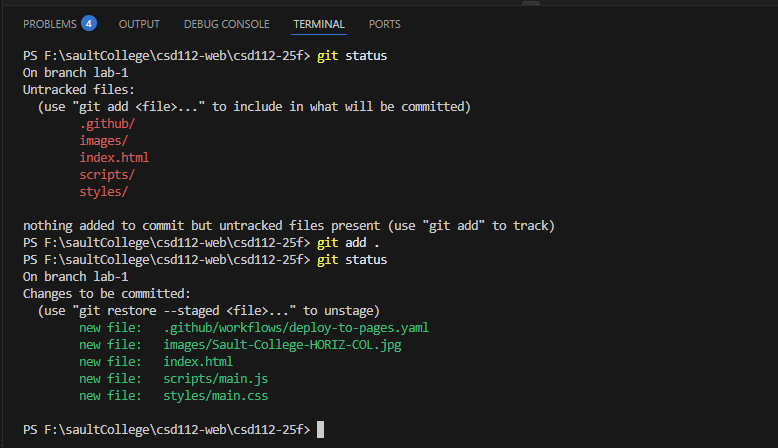 PROBLEMS 4 OUTPUT DEBUG CONSOLE TERMINAL PORTS
PS F:\saultCollege\csd112-web\csd112-25f> git status
On branch lab-1
Untracked files:
  (use "git add <file>..." to include in what will be committed)
        .github/
        images/
        index.html
        scripts/
        styles/

nothing added to commit but untracked files present (use "git add" to track)
PS F:\saultCollege\csd112-web\csd112-25f> git add .
PS F:\saultCollege\csd112-web\csd112-25f> git status
On branch lab-1
Changes to be committed:
  (use "git restore --staged <file>..." to unstage)
        new file:   .github/workflows/deploy-to-pages.yaml
        new file:   images/Sault-College-HORIZ-COL.jpg
        new file:   index.html
        new file:   scripts/main.js
        new file:   styles/main.css

PS F:\saultCollege\csd112-web\csd112-25f>